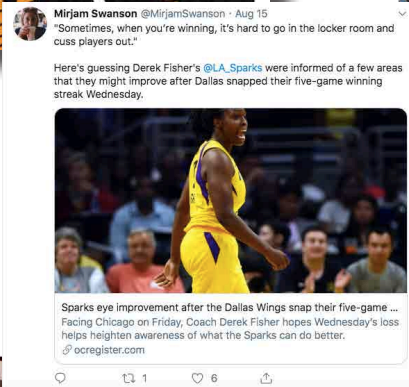 Mirjam Swanson @MirjamSwanson · Aug 15
"Sometimes, when you're winning, it's hard to go in the locker room and
cuss players out."
Here's guessing Derek Fisher's @LA_Sparks were informed of a few areas
that they might improve after Dallas snapped their five-game winning
streak Wednesday.
Sparks eye improvement after the Dallas Wings snap their five-game ...
Facing Chicago on Friday, Coach Derek Fisher hopes Wednesday's loss
helps heighten awareness of what the Sparks can do better.
ocregister.com
1
6